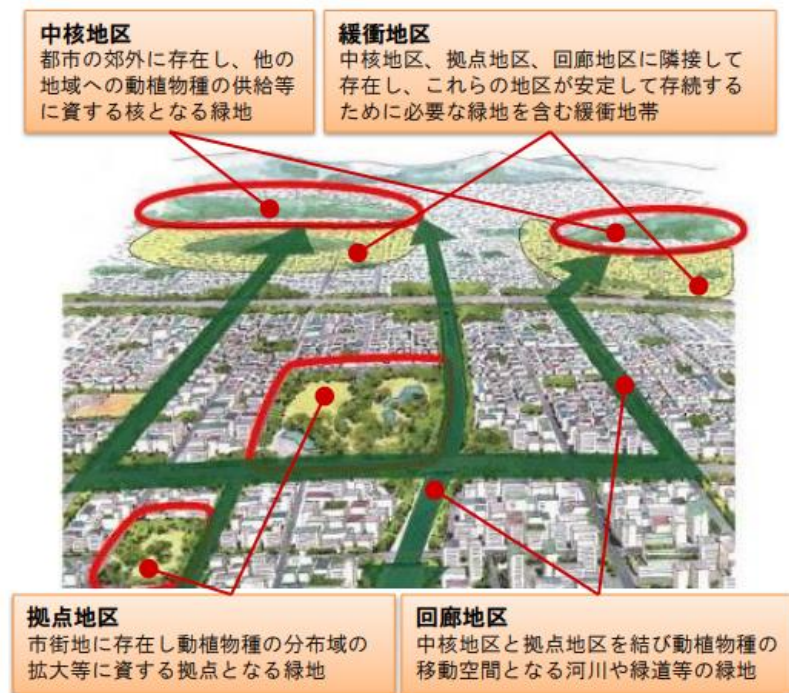 中核地区
都市の郊外に存在し、他の
地域への動植物種の供給等
に資する核となる緑地
緩衝地区
中核地区、拠点地区、回廊地区に隣接して
存在し、これらの地区が安定して存続する
ために必要な緑地を含む緩衝地帯
拠点地区
市街地に存在し動植物種の分布域の
拡大等に資する拠点となる緑地
回廊地区
中核地区と拠点地区を結び動植物種の
移動空間となる河川や緑道等の緑地